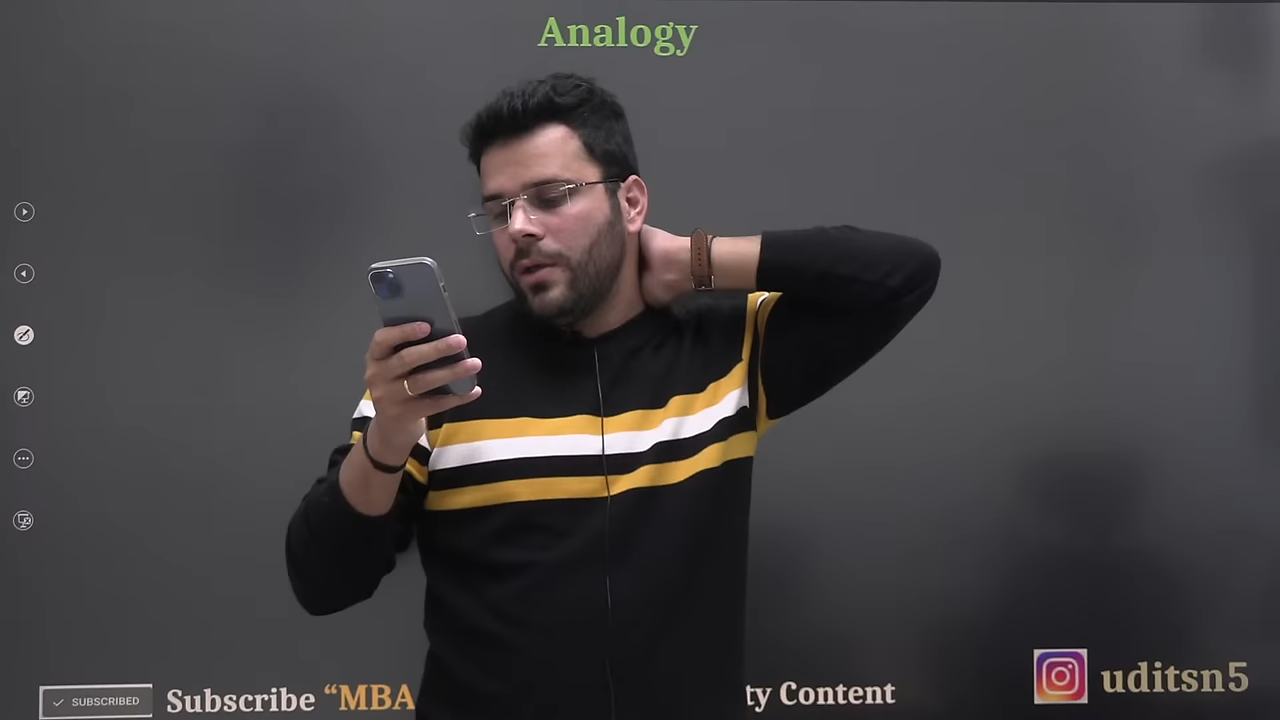 Analogy
SUBSCRIBED
Subscribe “MBA
ty Content
uditsn5